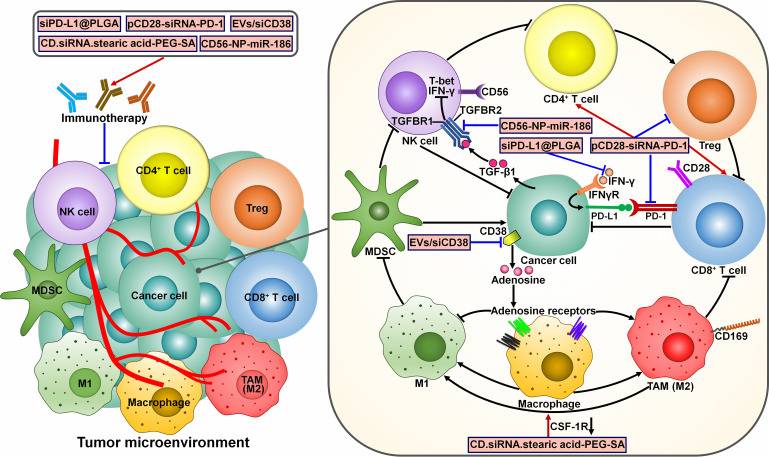 siPD-L1@PLGA pCD28-siRNA-PD-1 EVs/siCD38
CD.siRNA.stearic acid-PEG-SA CD56-NP-miR-186
Immunotherapy
CD4⁺ T cell
NK cell
Treg
MDSC
Cancer cell
CD8⁺ T cell
M1
Macrophage
TAM
(M2)
Tumor microenvironment
T-bet
IFN-γ
CD56
CD4⁺ T cell
TGFBR2
TGFBR1
NK cell
CD56-NP-miR-186
siPD-L1@PLGA
pCD28-siRNA-PD-1
Treg
TGF-β1
CD28
IFN-γ
IFNγR
PD-L1
PD-1
MDSC
CD38
EVs/siCD38
Cancer cell
CD8⁺ T cell
Adenosine
Adenosine receptors
CD169
M1
TAM (M2)
Macrophage
CSF-1R
CD.siRNA.stearic acid-PEG-SA